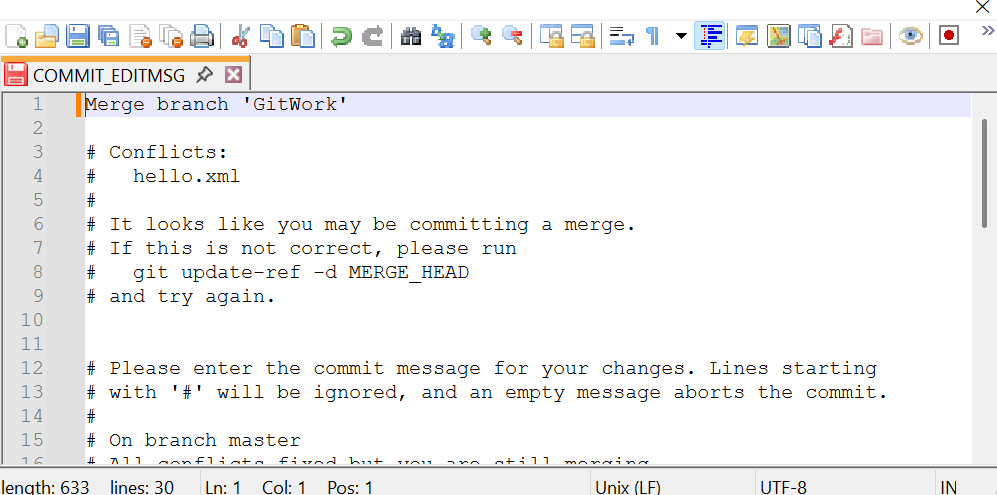 COMMIT_EDITMSG
1 Merge branch 'GitWork'
2
3 # Conflicts:
4 #   hello.xml
5 #
6 # It looks like you may be committing a merge.
7 # If this is not correct, please run
8 #   git update-ref -d MERGE_HEAD
9 # and try again.
10
11
12 # Please enter the commit message for your changes. Lines starting
13 # with '#' will be ignored, and an empty message aborts the commit.
14 #
15 # On branch master
16 # All conflicts fixed but you are still merging
length: 633 lines: 30 Ln: 1 Col: 1 Pos: 1 Unix (LF) UTF-8 IN